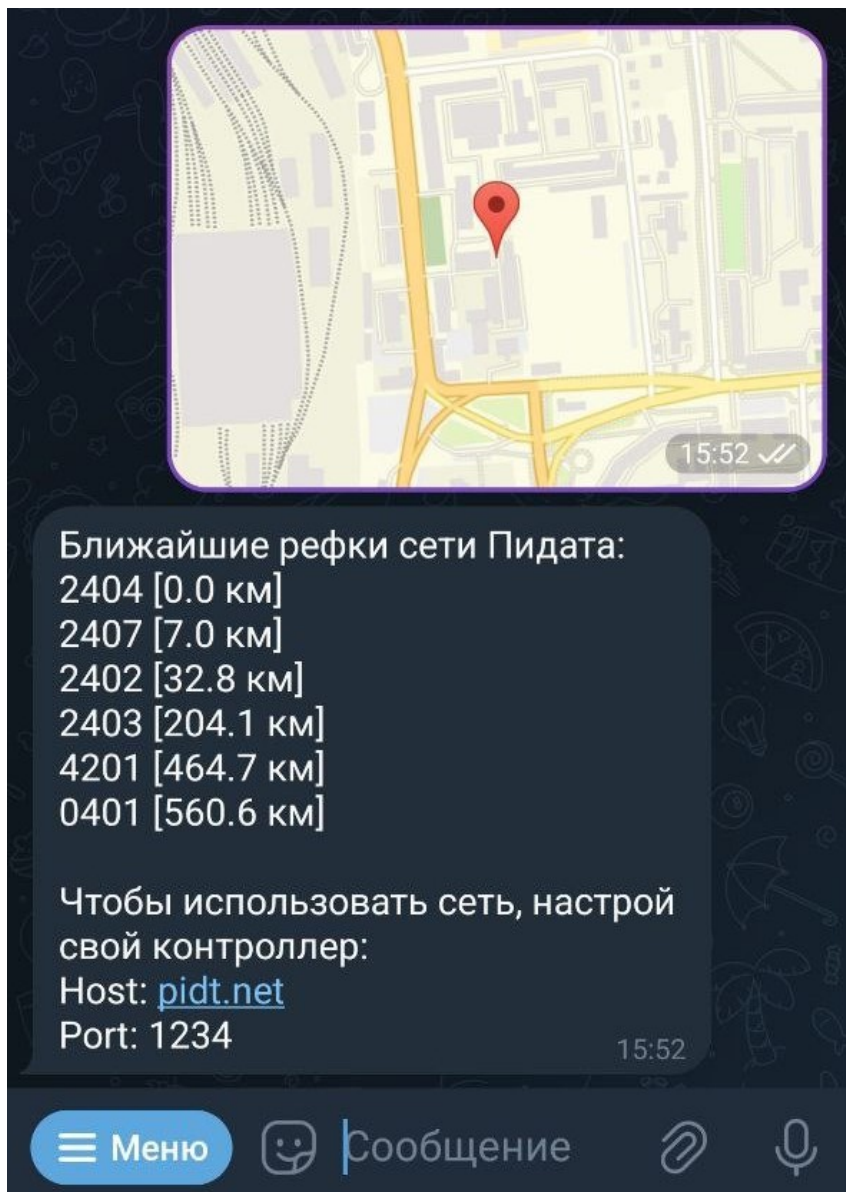 15:52
Ближайшие рефки сети Пидата:
2404 [0.0 км]
2407 [7.0 км]
2402 [32.8 км]
2403 [204.1 км]
4201 [464.7 км]
0401 [560.6 км]
Чтобы использовать сеть, настрой
свой контроллер:
Host: pidt.net
Port: 1234
15:52
Меню
Сообщение